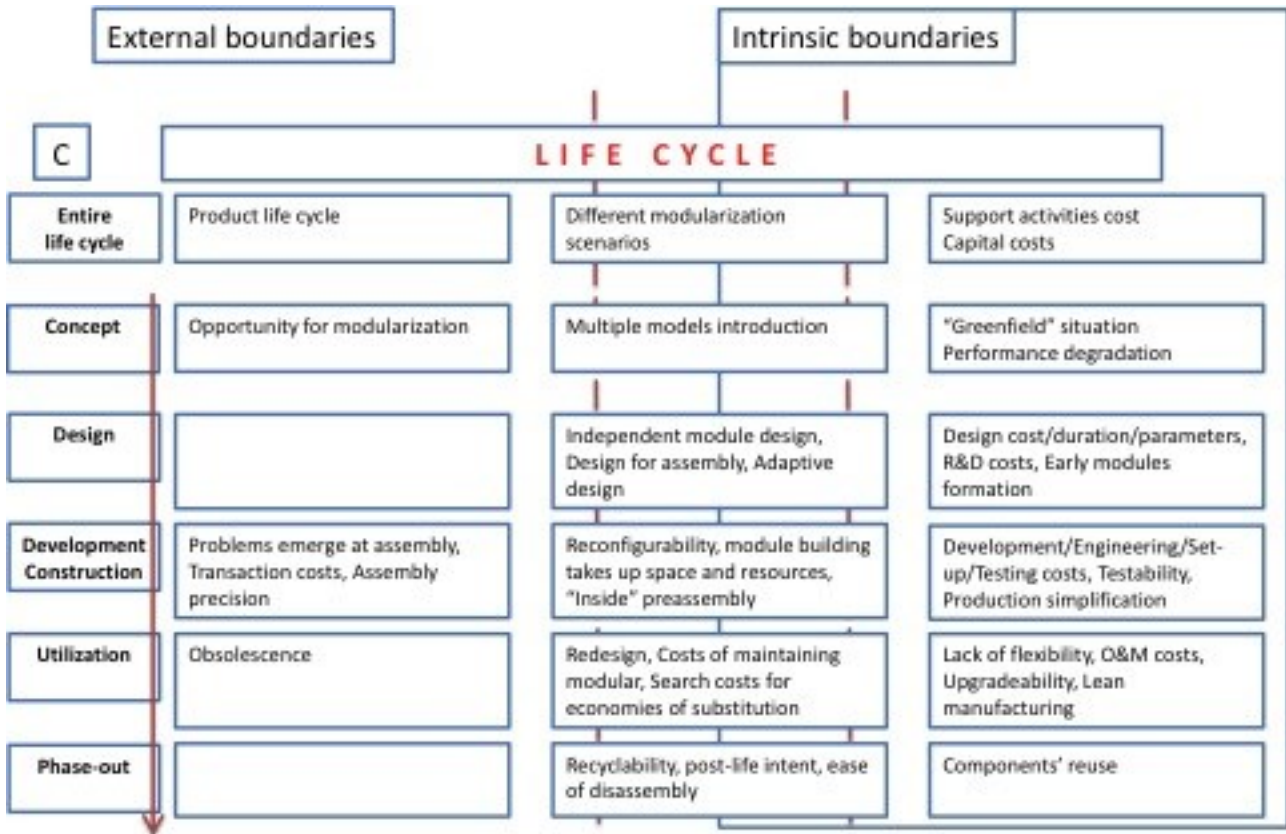 External boundaries
Intrinsic boundaries
C
LIFE CYCLE
Entire
life cycle
Product life cycle
Different modularization
scenarios
Support activities cost
Capital costs
Concept
Opportunity for modularization
Multiple models introduction
“Greenfield” situation
Performance degradation
Design
Independent module design,
Design for assembly, Adaptive
design
Design cost/duration/parameters,
R&D costs, Early modules
formation
Development
Construction
Problems emerge at assembly,
Transaction costs, Assembly
precision
Reconfigurability, module building
takes up space and resources,
“Inside” preassembly
Development/Engineering/Set-
up/Testing costs, Testability,
Production simplification
Utilization
Obsolescence
Redesign, Costs of maintaining
modular, Search costs for
economies of substitution
Lack of flexibility, O&M costs,
Upgradeability, Lean
manufacturing
Phase-out
Recyclability, post-life intent, ease
of disassembly
Components’ reuse